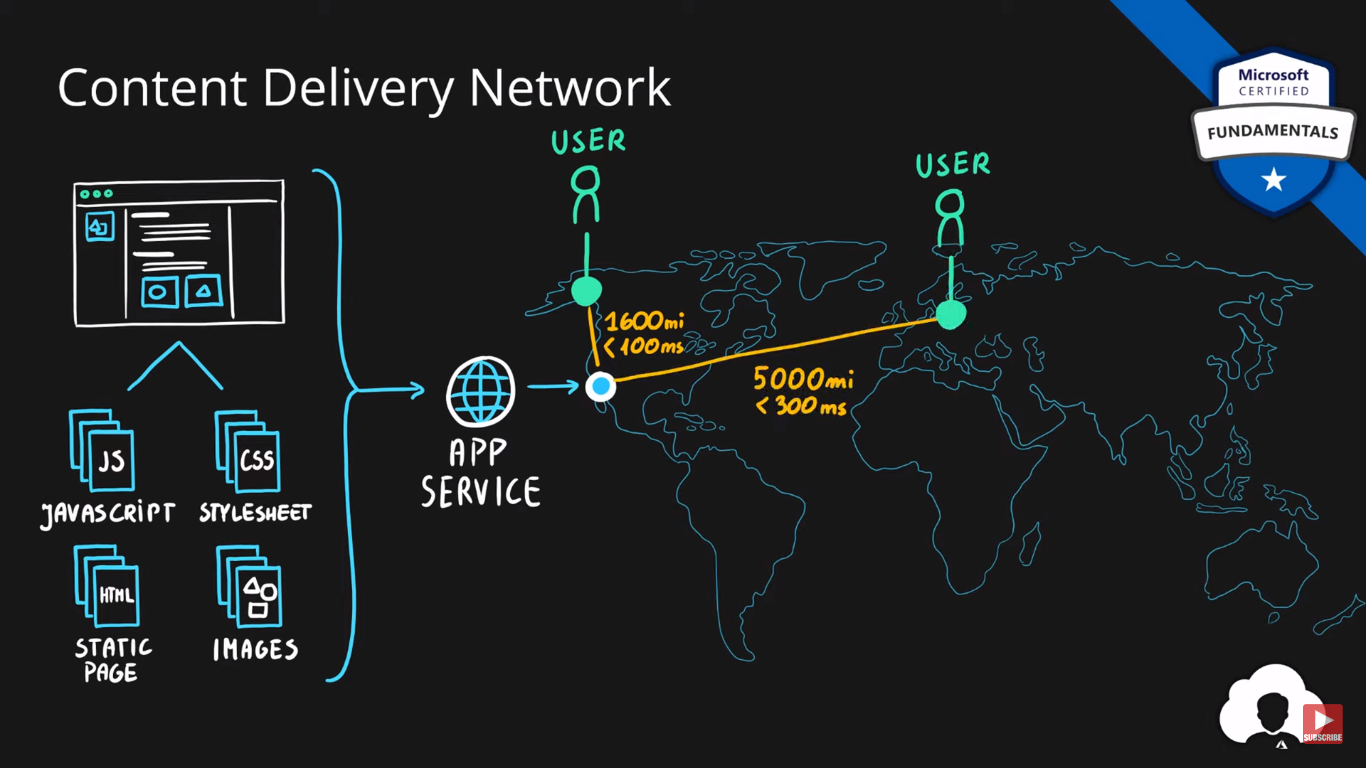 Content Delivery Network
Microsoft
CERTIFIED
FUNDAMENTALS
USER
USER
1600mi
< 100ms
5000mi
< 300ms
APP
SERVICE
JS
CSS
JAVASCRIPT
STYLESHEET
HTML
STATIC
PAGE
IMAGES
SUBSCRIBE